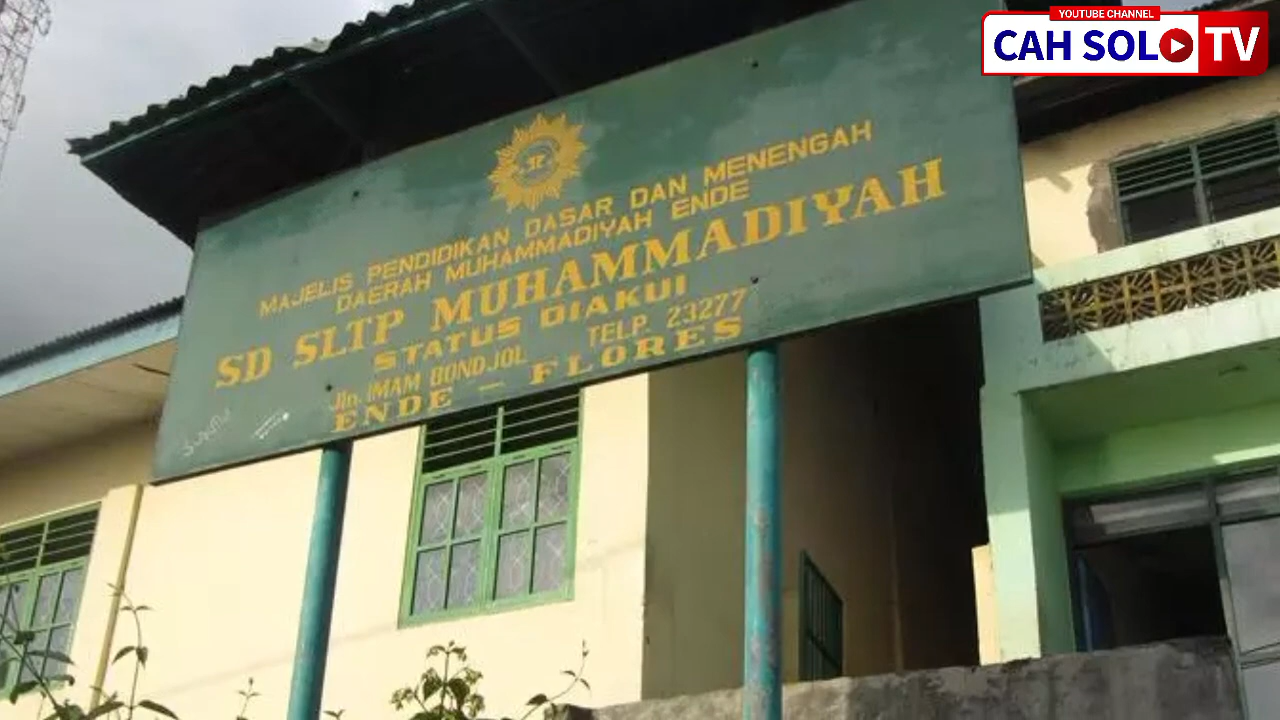 YOUTUBE CHANNEL
CAH SOLO TV
MAJELIS PENDIDIKAN DASAR DAN MENENGAH
DAERAH MUHAMMADIYAH ENDE
SD SLTP MUHAMMADIYAH
STATUS DIAKUI
Jln. IMAM BONDJOL TELP. 23277
ENDE - FLORES